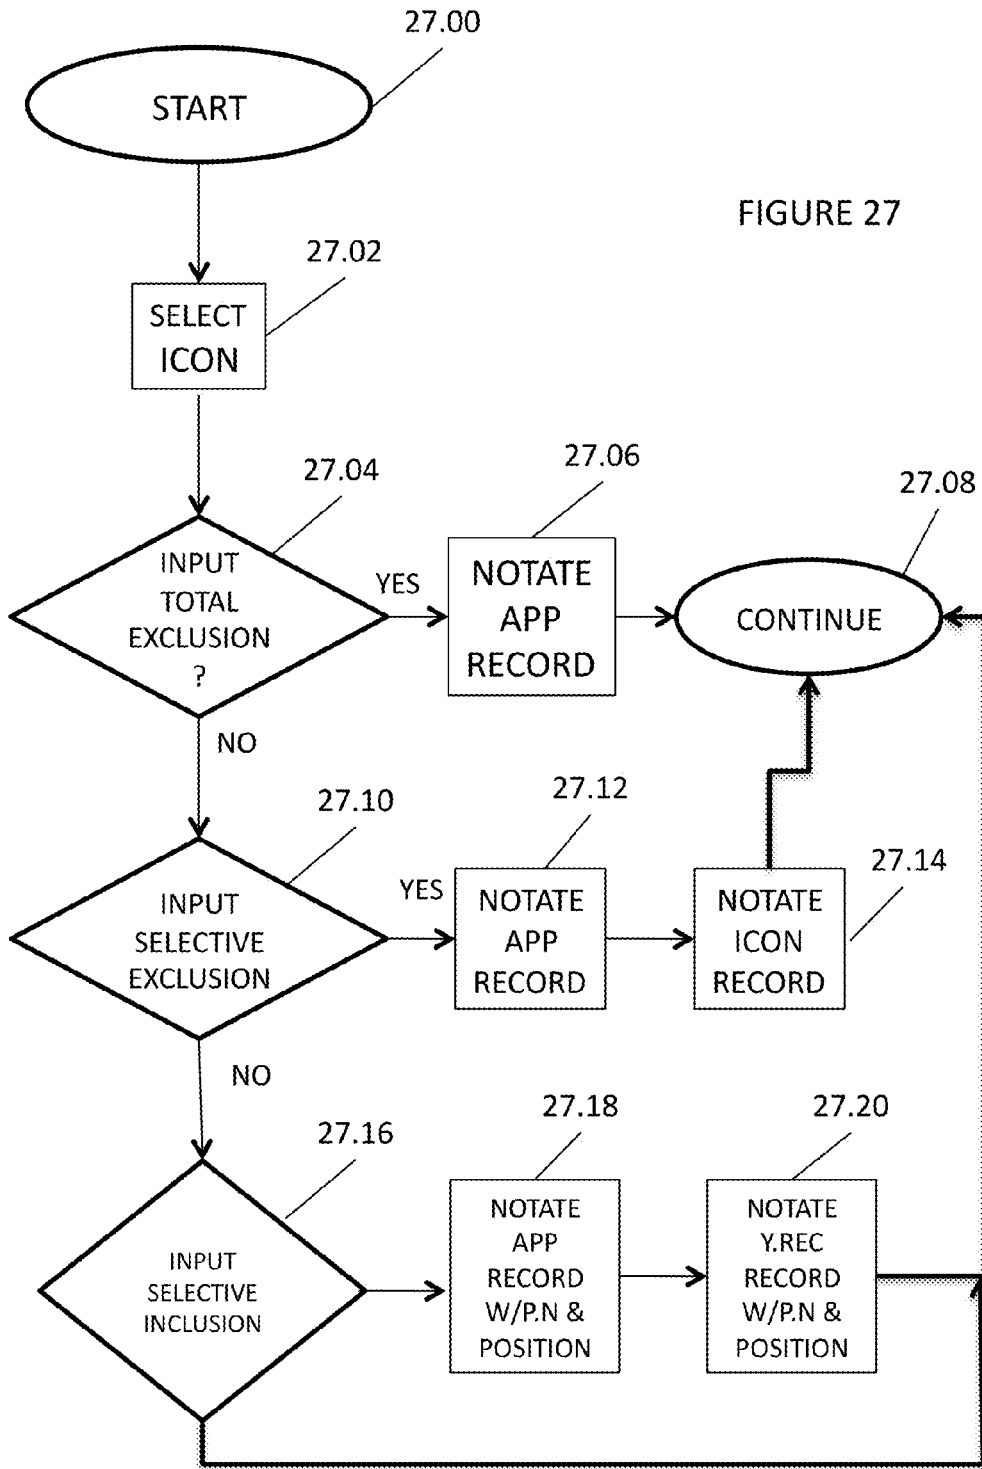 27.00
START
FIGURE 27
27.02
SELECT
ICON
27.04
27.06
27.08
INPUT
TOTAL
EXCLUSION
?
YES
NOTATE
APP
RECORD
CONTINUE
NO
27.10
27.12
27.14
INPUT
SELECTIVE
EXCLUSION
YES
NOTATE
APP
RECORD
NOTATE
ICON
RECORD
NO
27.16
27.18
27.20
INPUT
SELECTIVE
INCLUSION
NOTATE
APP
RECORD
W/P.N &
POSITION
NOTATE
Y.REC
RECORD
W/P.N &
POSITION